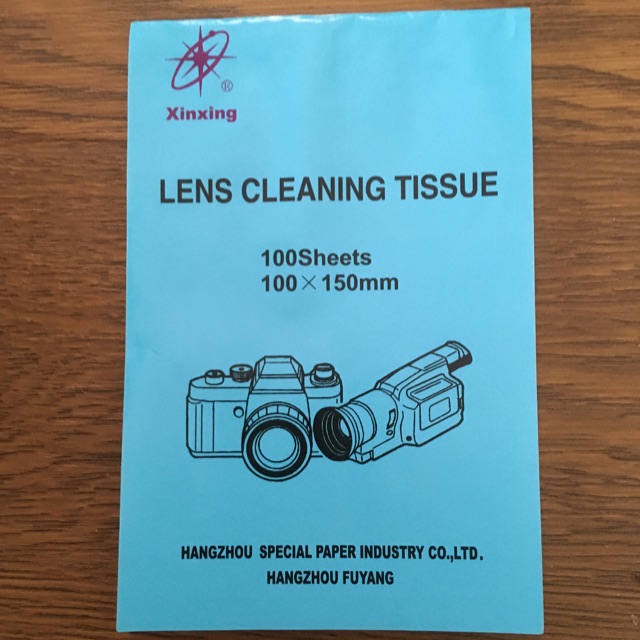 ®
Xinxing
LENS CLEANING TISSUE
100Sheets
100×150mm
HANGZHOU SPECIAL PAPER INDUSTRY CO.,LTD.
HANGZHOU FUYANG